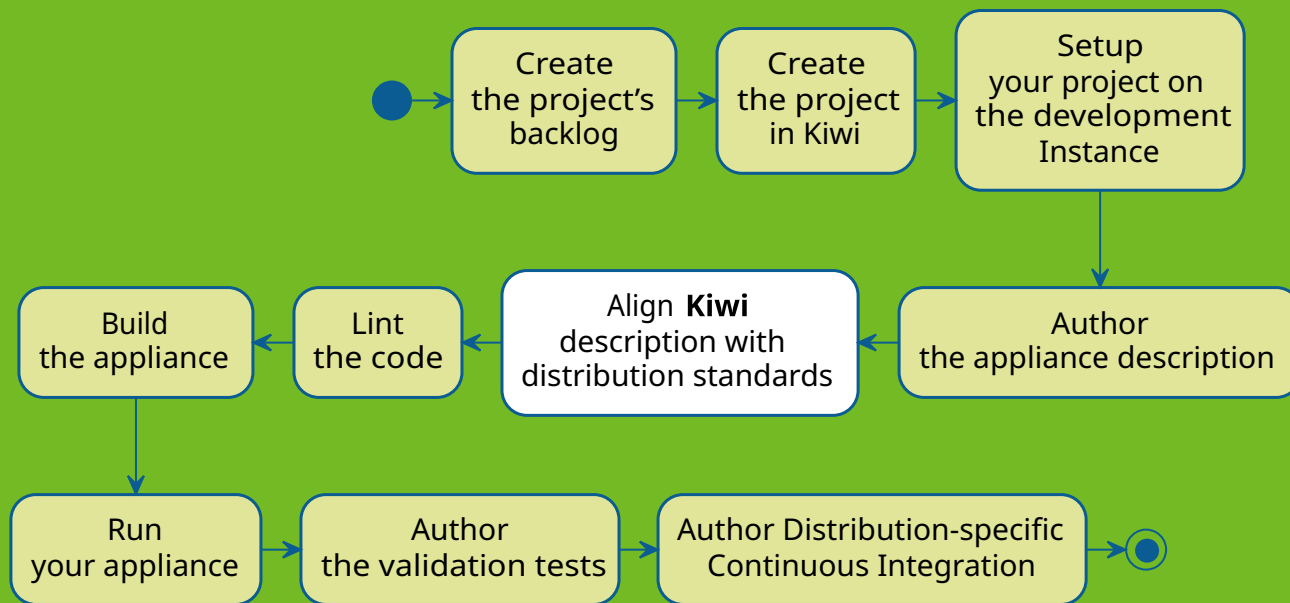 Create
the project’s
backlog
Create
the project
in Kiwi
Setup
your project on
the development
Instance
Author
the appliance description
Align Kiwi
description with
distribution standards
Lint
the code
Build
the appliance
Run
your appliance
Author
the validation tests
Author Distribution-specific
Continuous Integration